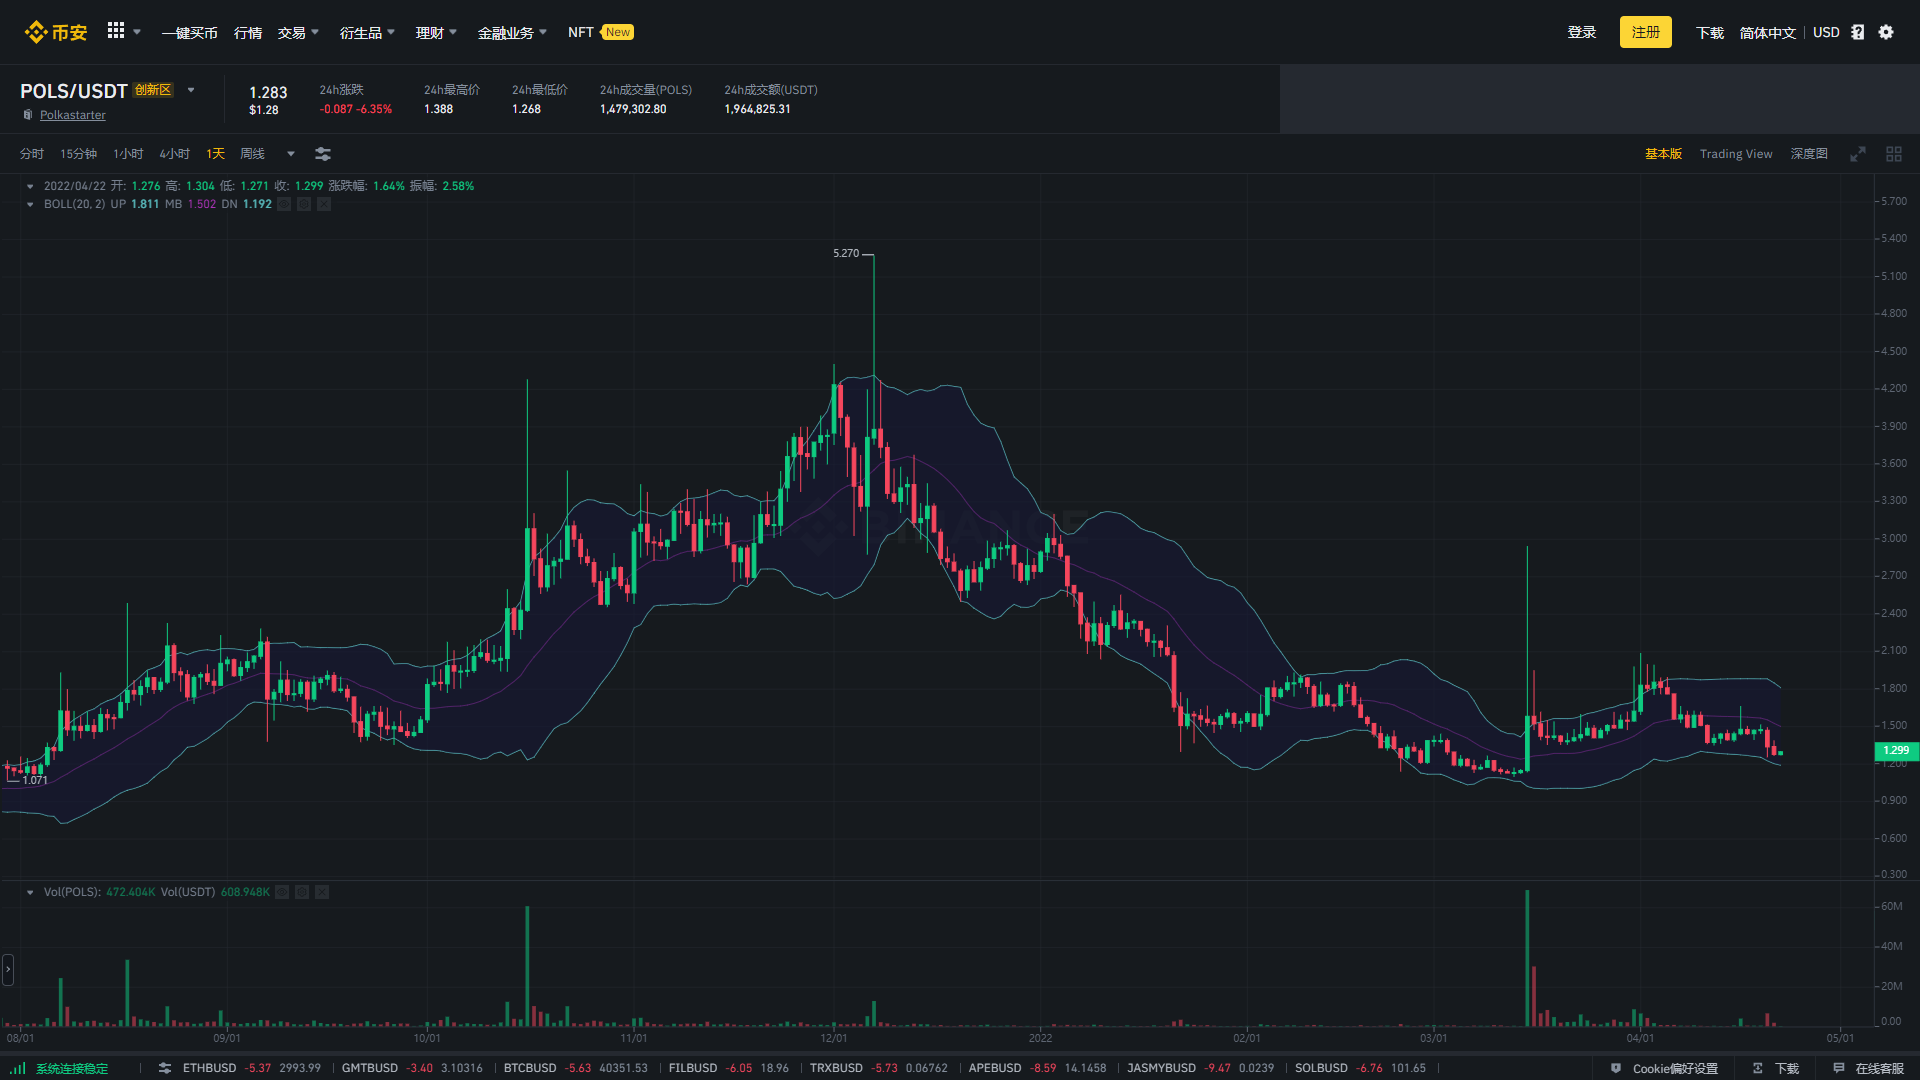 币安 一键买币 行情 交易 衍生品 理财 金融业务 NFT New 登录 注册 下载 简体中文 USD
POLS/USDT 创新区
Polkastarter
1.283
$1.28
24h涨跌
-0.087 -6.35%
24h最高价
1.388
24h最低价
1.268
24h成交量(POLS)
1,479,302.80
24h成交额(USDT)
1,964,825.31
分时 15分钟 1小时 4小时 1天 周线 基本版 Trading View 深度图
2022/04/22 开: 1.276 高: 1.304 低: 1.271 收: 1.299 涨跌幅: 1.64% 振幅: 2.58%
BOLL(20, 2) UP 1.811 MB 1.502 DN 1.192
5.700
5.400
5.270
5.100
4.800
4.500
4.200
3.900
3.600
3.300
BINANCE
3.000
2.700
2.400
2.100
1.800
1.500
1.299
1.200
1.071
0.900
0.600
0.300
Vol(POLS): 472.404K Vol(USDT) 608.948K
60M
40M
20M
0.00
08/01 09/01 10/01 11/01 12/01 2022 02/01 03/01 04/01 05/01
系统连接稳定 ETHBUSD -5.37 2993.99 GMTBUSD -3.40 3.10316 BTCBUSD -5.63 40351.53 FILBUSD -6.05 18.96 TRXBUSD -5.73 0.06762 APEBUSD -8.59 14.1458 JASMYBUSD -9.47 0.0239 SOLBUSD -6.76 101.65 Cookie偏好设置 下载 在线客服